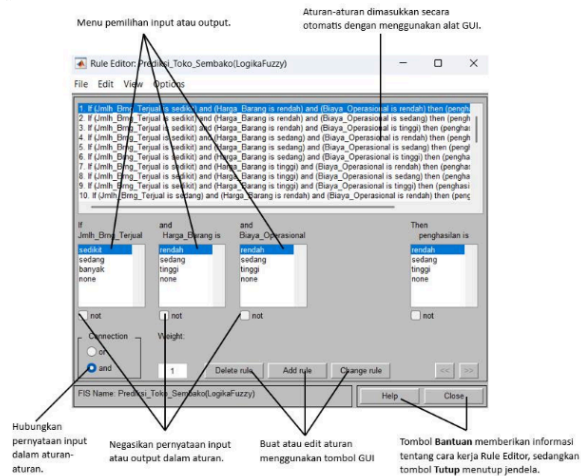 Menu pemilihan input atau output.
Aturan-aturan dimasukkan secara
otomatis dengan menggunakan alat GUI.
Rule Editor: Prediksi_Toko_Sembako(LogikaFuzzy)
File Edit View Options
1. If (Jmlh_Brng_Terjual is sedikit) and (Harga_Barang is rendah) and (Biaya_Operasional is rendah) then (pengh
2. If (Jmlh_Brng_Terjual is sedikit) and (Harga_Barang is rendah) and (Biaya_Operasional is sedang) then (pengh
3. If (Jmlh_Brng_Terjual is sedikit) and (Harga_Barang is rendah) and (Biaya_Operasional is tinggi) then (penghas
4. If (Jmlh_Brng_Terjual is sedikit) and (Harga_Barang is sedang) and (Biaya_Operasional is rendah) then (pengh
5. If (Jmlh_Brng_Terjual is sedikit) and (Harga_Barang is sedang) and (Biaya_Operasional is sedang) then (pengh
6. If (Jmlh_Brng_Terjual is sedikit) and (Harga_Barang is sedang) and (Biaya_Operasional is tinggi) then (penghas
7. If (Jmlh_Brng_Terjual is sedikit) and (Harga_Barang is tinggi) and (Biaya_Operasional is rendah) then (penghas
8. If (Jmlh_Brng_Terjual is sedikit) and (Harga_Barang is tinggi) and (Biaya_Operasional is sedang) then (penghas
9. If (Jmlh_Brng_Terjual is sedikit) and (Harga_Barang is tinggi) and (Biaya_Operasional is tinggi) then (penghasi
10. If (Jmlh_Brng_Terjual is sedang) and (Harga_Barang is rendah) and (Biaya_Operasional is rendah) then (peng
If and and Then
Jmlh_Brng_Terjual Harga_Barang is Biaya_Operasional penghasilan is
sedikit rendah rendah rendah
sedang sedang sedang sedang
banyak tinggi tinggi tinggi
none none none none
not not not not
Connection Weight:
or
and 1 Delete rule Add rule Change rule << >>
FIS Name: Prediksi_Toko_Sembako(LogikaFuzzy) Help Close
Hubungkan
pernyataan input
dalam aturan-
aturan.
Negasikan pernyataan input
atau output dalam aturan.
Buat atau edit aturan
menggunakan tombol GUI
Tombol Bantuan memberikan informasi
tentang cara kerja Rule Editor, sedangkan
tombol Tutup menutup jendela.